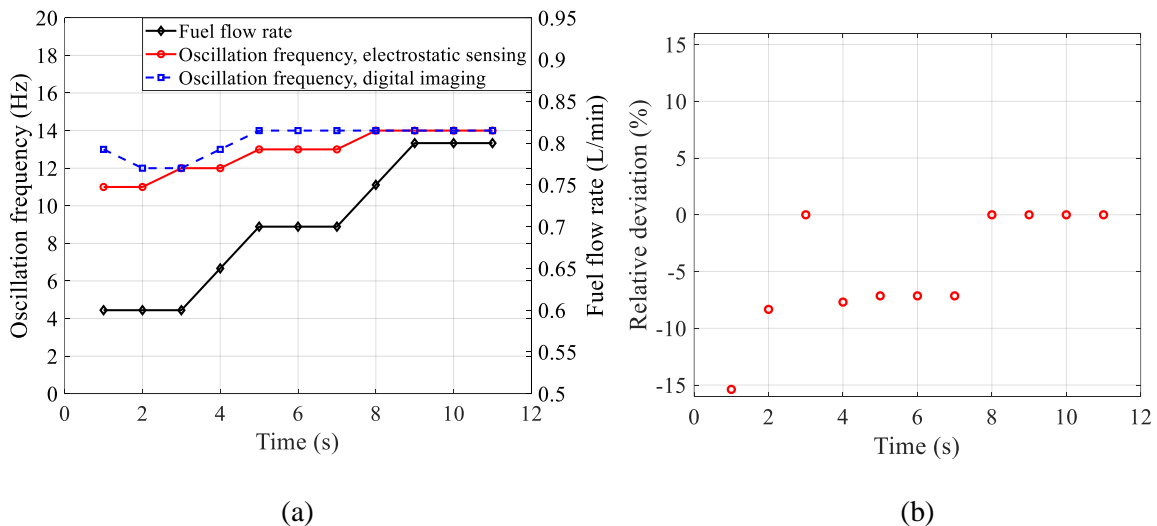 20
18
16
14
12
10
8
6
4
2
0
Oscillation frequency (Hz)
Fuel flow rate
Oscillation frequency, electrostatic sensing
Oscillation frequency, digital imaging
0.95
0.9
0.85
0.8
0.75
0.7
0.65
0.6
0.55
0.5
Fuel flow rate (L/min)
0 2 4 6 8 10 12
Time (s)
(a)
15
10
5
0
-5
-10
-15
Relative deviation (%)
0 2 4 6 8 10 12
Time (s)
(b)